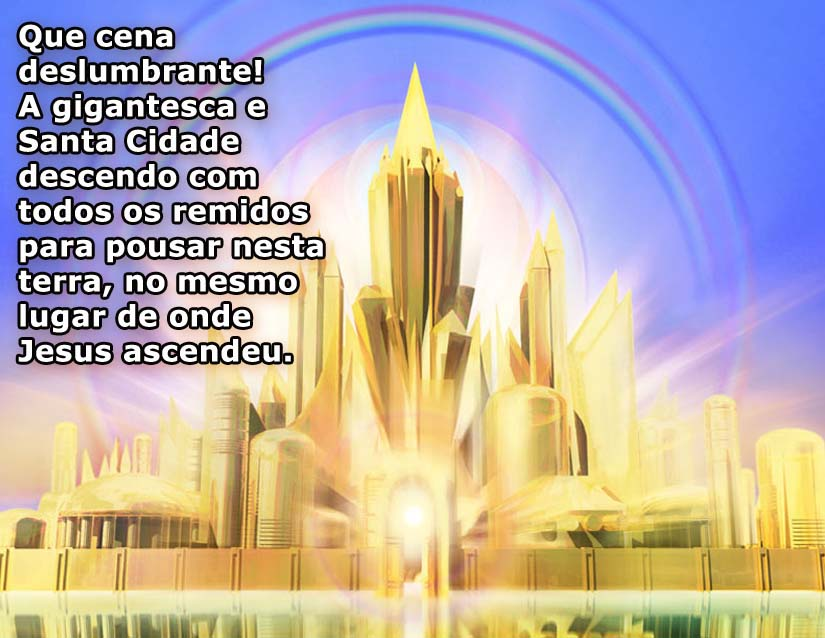 Que cena
deslumbrante!
A gigantesca e
Santa Cidade
descendo com
todos os remidos
para pousar nesta
terra, no mesmo
lugar de onde
Jesus ascendeu.